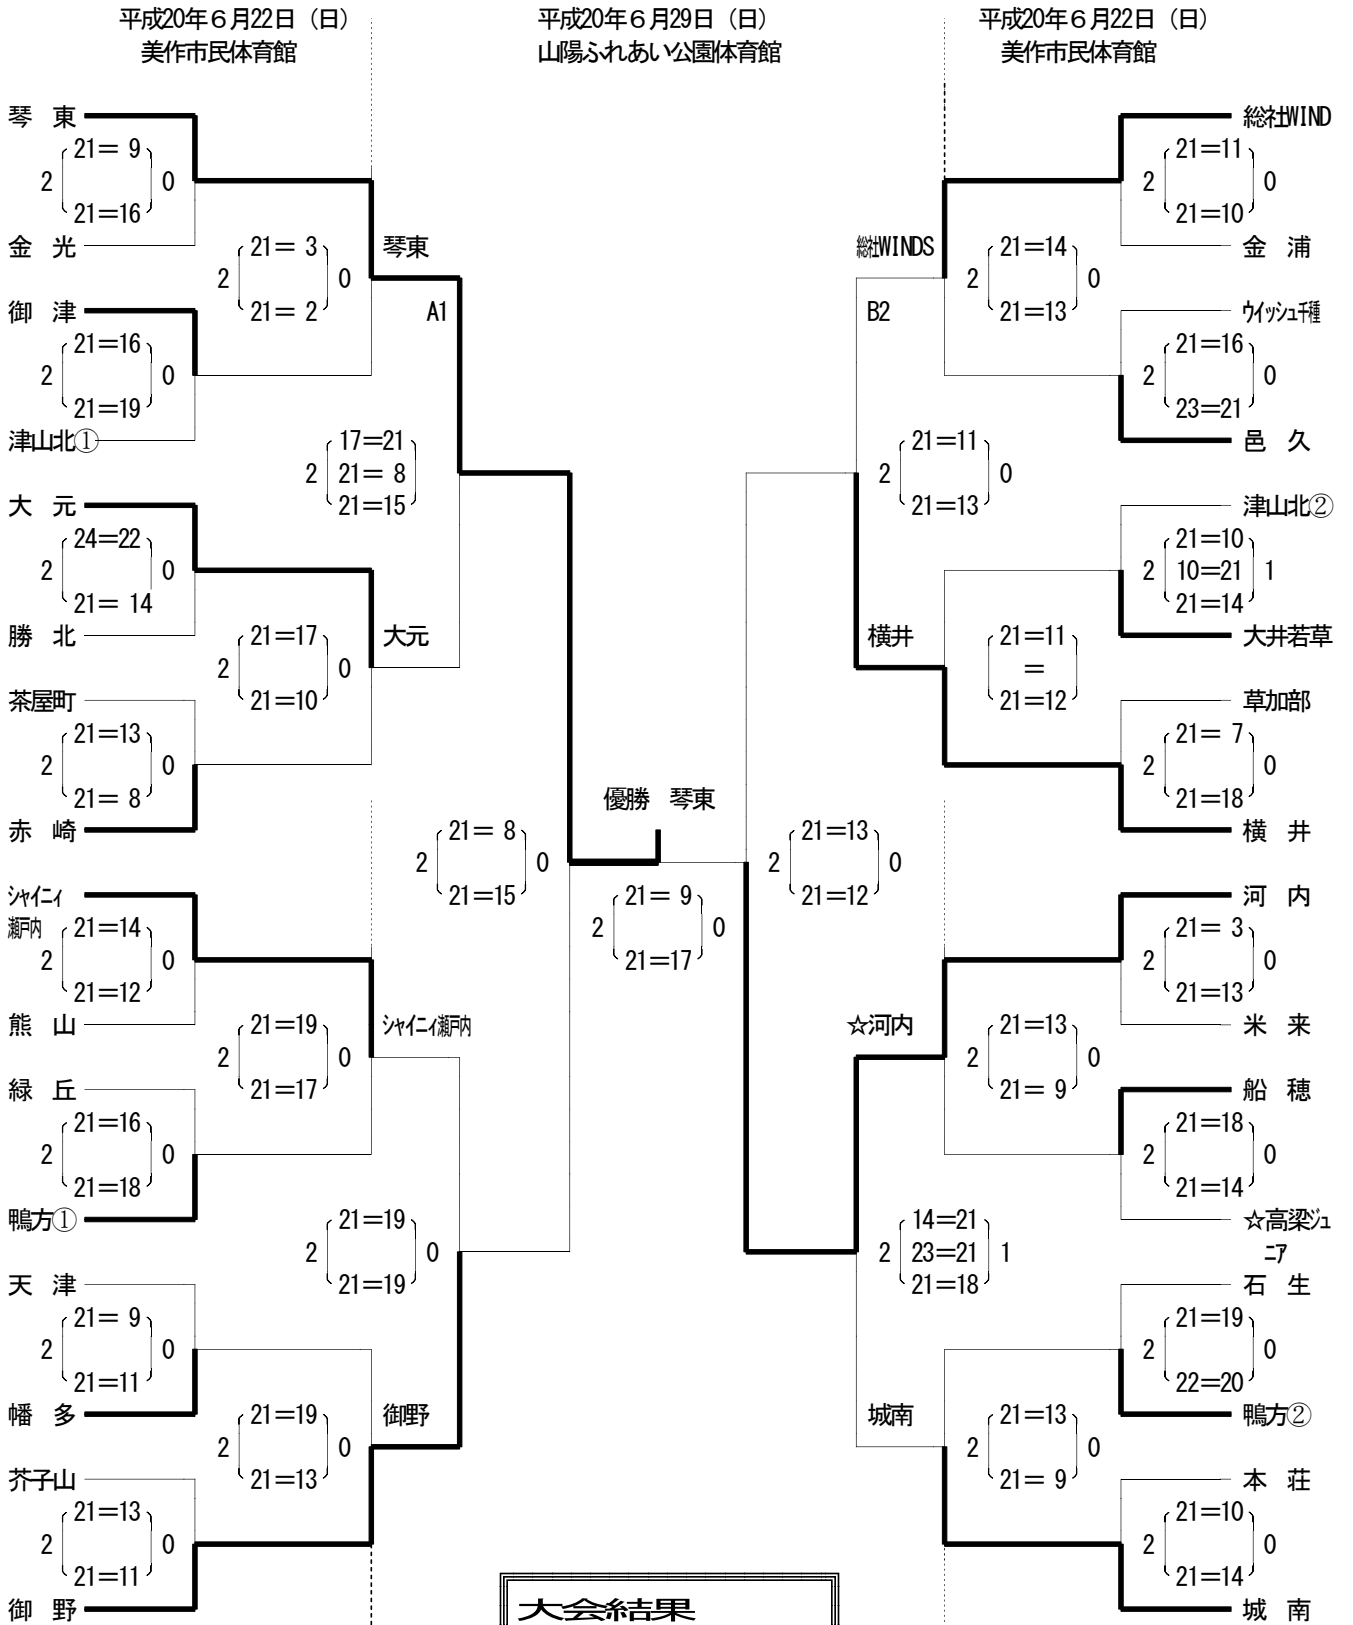 平成20年６月22日（日）
美作市民体育館
平成20年６月29日（日）
山陽ふれあい公園体育館
平成20年６月22日（日）
美作市民体育館
琴　東
21＝ 9
2 0
21＝16
金　光
21＝ 3
2 0
21＝ 2
御　津
21＝16
2 0
21＝19
津山北①
琴東
A1
17＝21
2 21＝ 8
21＝15
大　元
24＝22
2 0
21＝ 14
勝　北
21＝17
2 0
21＝10
大元
茶屋町
21＝13
2 0
21＝ 8
赤　崎
21＝ 8
2 0
21＝15
シャイニィ
瀬戸内
21＝14
2 0
21＝12
熊　山
21＝19
2 0
21＝17
シャイニィ瀬戸内
緑　丘
21＝16
2 0
21＝18
鴨方①
21＝19
2 0
21＝19
天　津
21＝ 9
2 0
21＝11
幡　多
21＝19
2 0
21＝13
御野
芥子山
21＝13
2 0
21＝11
御　野
優勝　琴東
21＝ 9
2 0
21＝17
総社WIND
21＝11
2 0
21＝10
金　浦
総社WINDS
B2
21＝14
2 0
21＝13
ウイッシュ千種
21＝16
2 0
23＝21
邑　久
21＝11
2 0
21＝13
津山北②
21＝10
2 10＝21 1
21＝14
大井若草
横井
21＝11
＝
21＝12
草加部
21＝ 7
2 0
21＝18
横　井
21＝13
2 0
21＝12
河　内
21＝ 3
2 0
21＝13
米　来
☆河内
21＝13
2 0
21＝ 9
船　穂
21＝18
2 0
21＝14
☆高梁ジュ
ニア
14＝21
2 23＝21 1
21＝18
石　生
21＝19
2 0
22＝20
鴨方②
城南
21＝13
2 0
21＝ 9
本　荘
21＝10
2 0
21＝14
城　南
大会結果